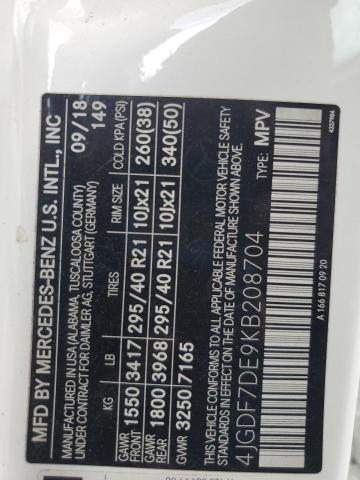 MFD BY MERCEDES-BENZ U.S. INTL., INC
MANUFACTURED IN USA (ALABAMA, TUSCALOOSA COUNTY)
UNDER CONTRACT FOR DAIMLER AG, STUTTGART (GERMANY)
09/18
149
KG LB TIRES RIM SIZE COLD KPA(PSI)
GAWR FRONT 1550 3417 295/40 R21 10Jx21 260(38)
GAWR REAR 1800 3968 295/40 R21 10Jx21 340(50)
GVWR 3250 7165
THIS VEHICLE CONFORMS TO ALL APPLICABLE FEDERAL MOTOR VEHICLE SAFETY
STANDARDS IN EFFECT ON THE DATE OF MANUFACTURE SHOWN ABOVE.
4JGDF7DE9KB208704
TYPE: MPV
A 166 817 09 20